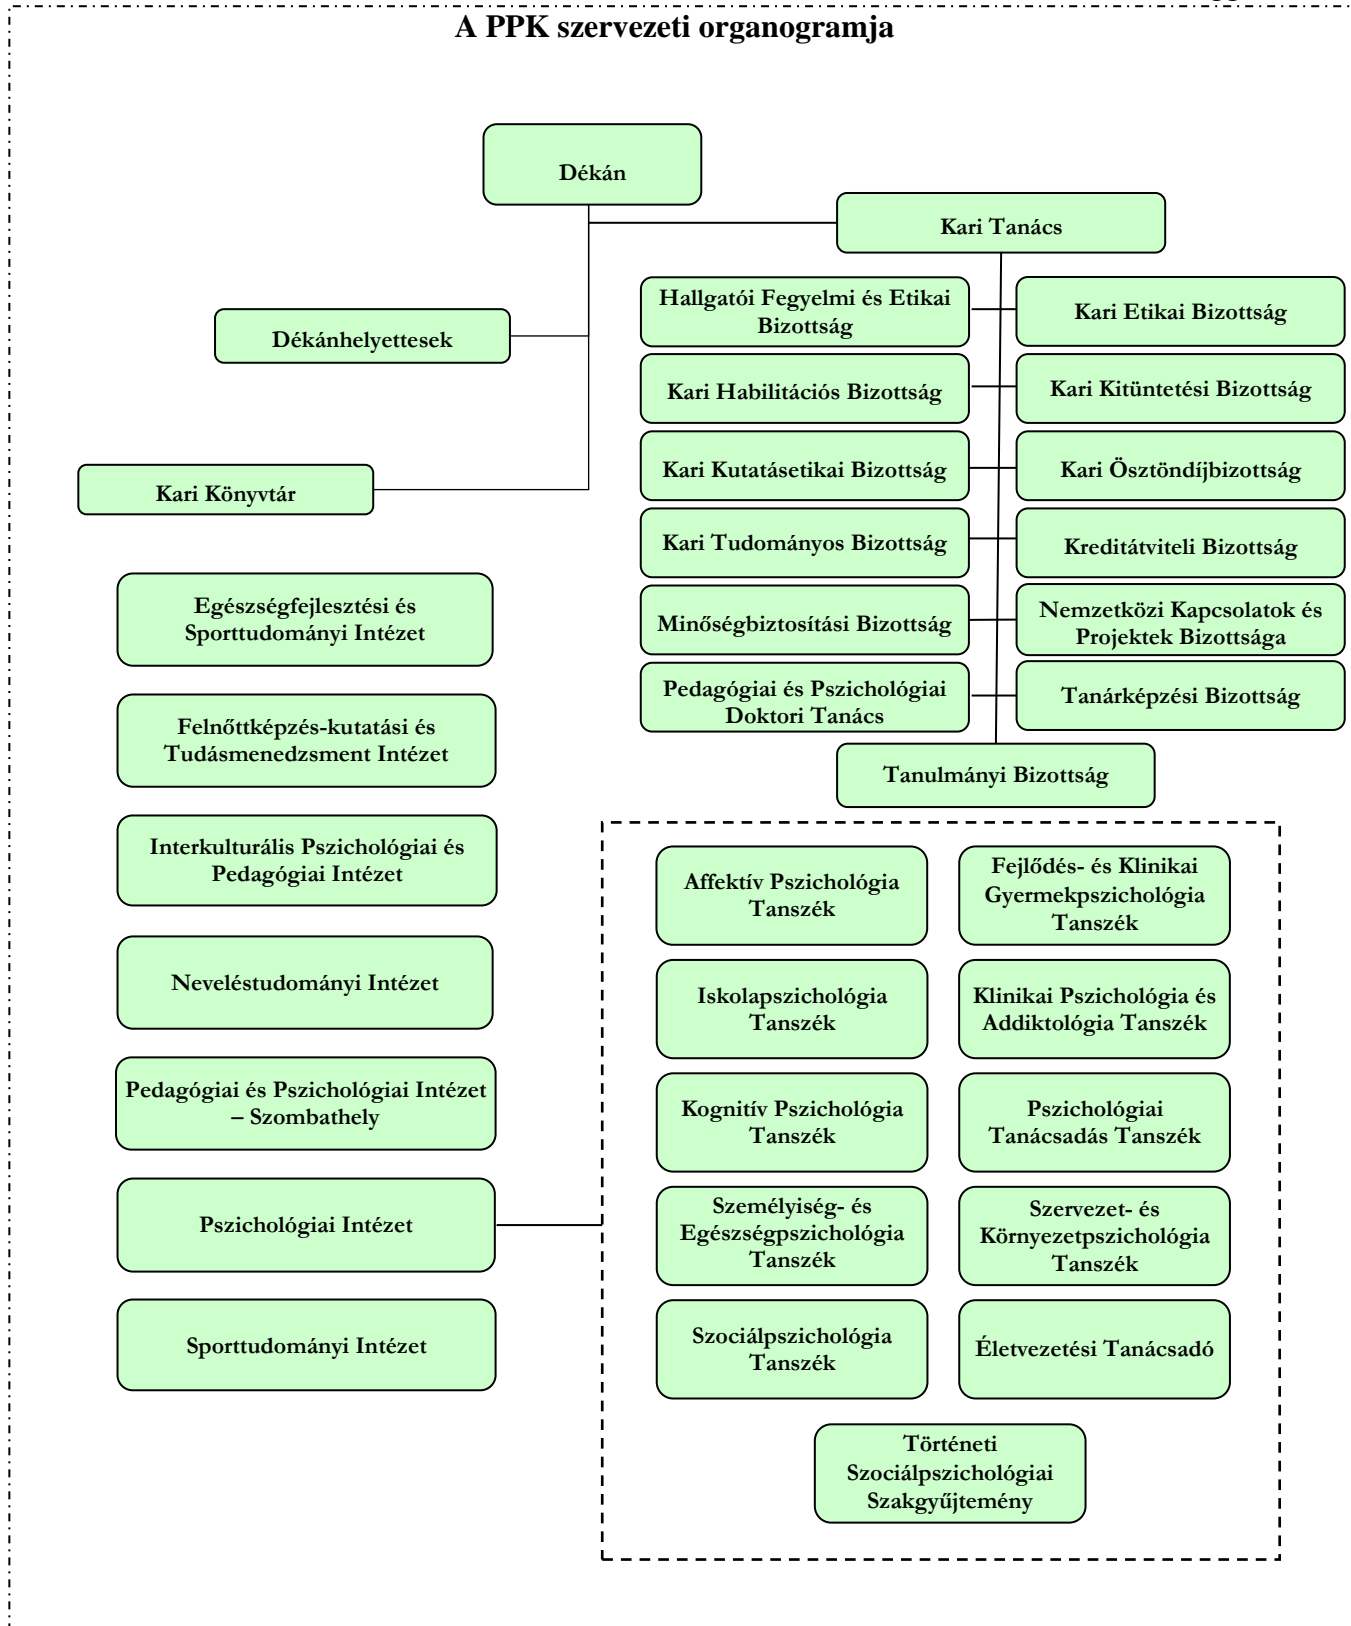 A PPK szervezeti organogramja
Dékán
Kari Tanács
Hallgatói Fegyelmi és Etikai
Bizottság
Kari Etikai Bizottság
Dékánhelyettesek
Kari Habilitációs Bizottság
Kari Kitüntetési Bizottság
Kari Kutatásetikai Bizottság
Kari Ösztöndíjbizottság
Kari Könyvtár
Kari Tudományos Bizottság
Kreditátviteli Bizottság
Minőségbiztosítási Bizottság
Nemzetközi Kapcsolatok és
Projektek Bizottsága
Pedagógiai és Pszichológiai
Doktori Tanács
Tanárképzési Bizottság
Tanulmányi Bizottság
Egészségfejlesztési és
Sporttudományi Intézet
Felnőttképzés-kutatási és
Tudásmenedzsment Intézet
Interkulturális Pszichológiai és
Pedagógiai Intézet
Neveléstudományi Intézet
Pedagógiai és Pszichológiai Intézet
– Szombathely
Pszichológiai Intézet
Sporttudományi Intézet
Affektív Pszichológia
Tanszék
Fejlődés- és Klinikai
Gyermekpszichológia
Tanszék
Iskolapszichológia
Tanszék
Klinikai Pszichológia és
Addiktológia Tanszék
Kognitív Pszichológia
Tanszék
Pszichológiai
Tanácsadás Tanszék
Személyiség- és
Egészségpszichológia
Tanszék
Szervezet- és
Környezetpszichológia
Tanszék
Szociálpszichológia
Tanszék
Életvezetési Tanácsadó
Történeti
Szociálpszichológiai
Szakgyűjtemény